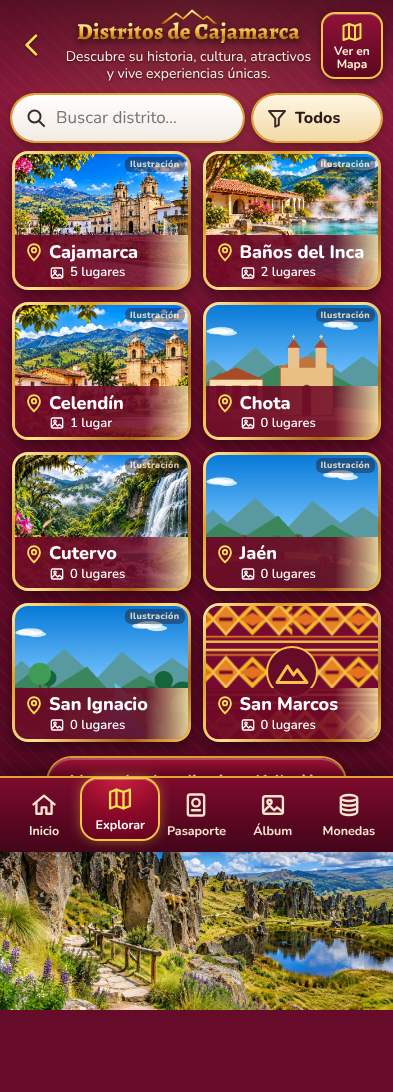 Distritos de Cajamarca
Descubre su historia, cultura, atractivos
y vive experiencias únicas.
Ver en
Mapa
Buscar distrito...
Todos
Ilustración
Cajamarca
5 lugares
Ilustración
Baños del Inca
2 lugares
Ilustración
Celendín
1 lugar
Ilustración
Chota
0 lugares
Ilustración
Cutervo
0 lugares
Ilustración
Jaén
0 lugares
Ilustración
San Ignacio
0 lugares
San Marcos
0 lugares
Inicio
Explorar
Pasaporte
Álbum
Monedas